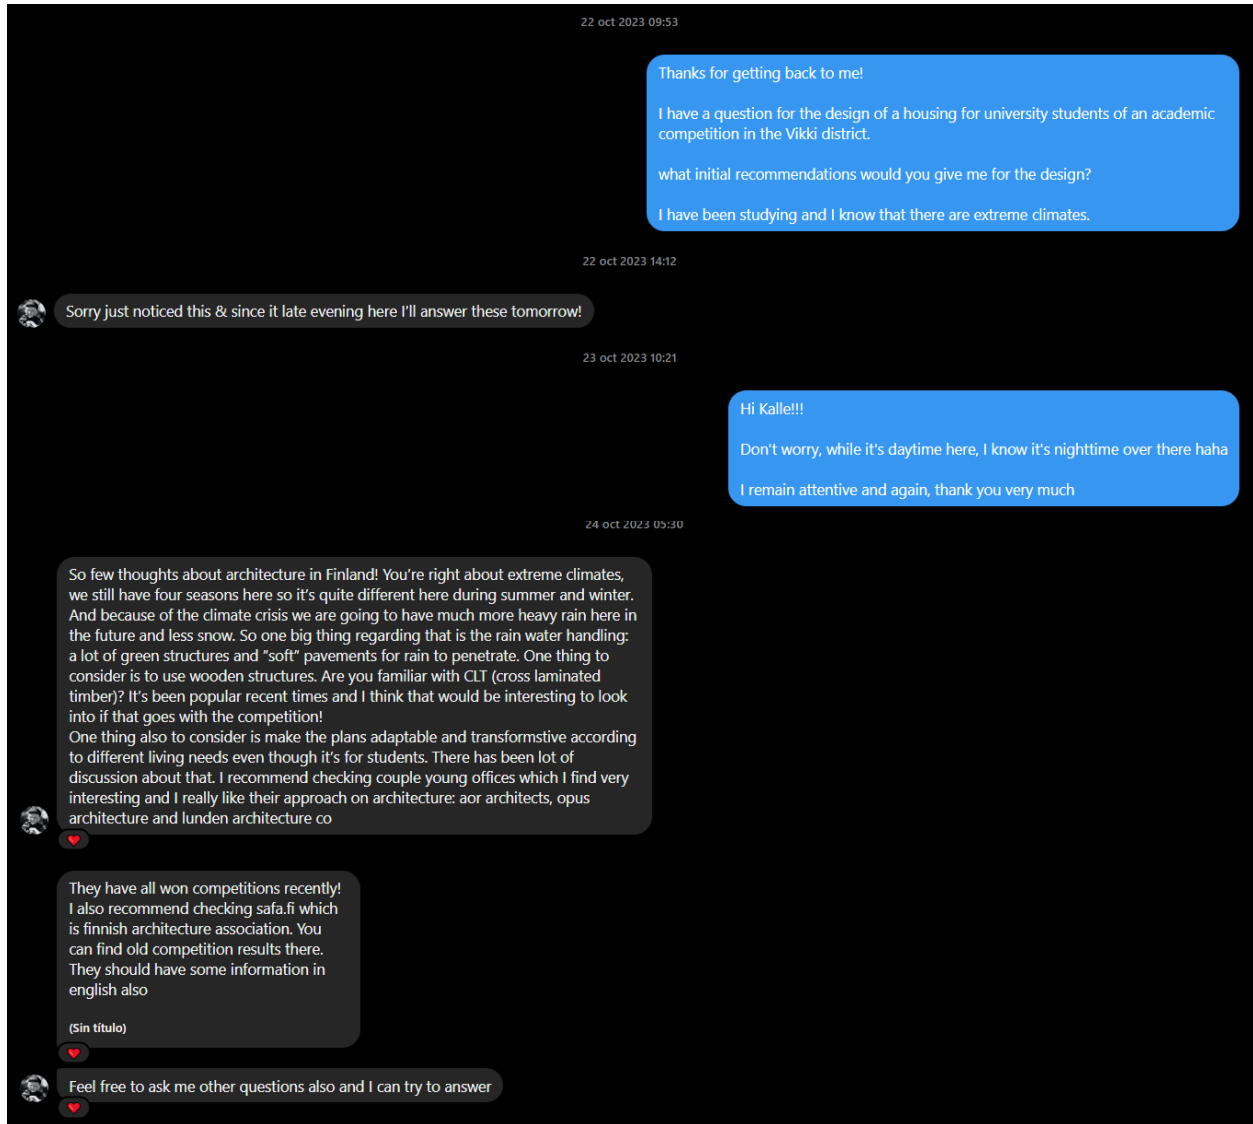 22 oct 2023 09:53
Thanks for getting back to me!
I have a question for the design of a housing for university students of an academic
competition in the Vikki district.
what initial recommendations would you give me for the design?
I have been studying and I know that there are extreme climates.
22 oct 2023 14:12
Sorry just noticed this & since it late evening here I'll answer these tomorrow!
23 oct 2023 10:21
Hi Kalle!!!
Don't worry, while it's daytime here, I know it's nighttime over there haha
I remain attentive and again, thank you very much
24 oct 2023 05:30
So few thoughts about architecture in Finland! You're right about extreme climates,
we still have four seasons here so it's quite different here during summer and winter.
And because of the climate crisis we are going to have much more heavy rain here in
the future and less snow. So one big thing regarding that is the rain water handling:
a lot of green structures and "soft" pavements for rain to penetrate. One thing to
consider is to use wooden structures. Are you familiar with CLT (cross laminated
timber)? It's been popular recent times and I think that would be interesting to look
into if that goes with the competition!
One thing also to consider is make the plans adaptable and transformstive according
to different living needs even though it's for students. There has been lot of
discussion about that. I recommend checking couple young offices which I find very
interesting and I really like their approach on architecture: aor architects, opus
architecture and lunden architecture co
They have all won competitions recently!
I also recommend checking safa.fi which
is finnish architecture association. You
can find old competition results there.
They should have some information in
english also
(Sin título)
Feel free to ask me other questions also and I can try to answer